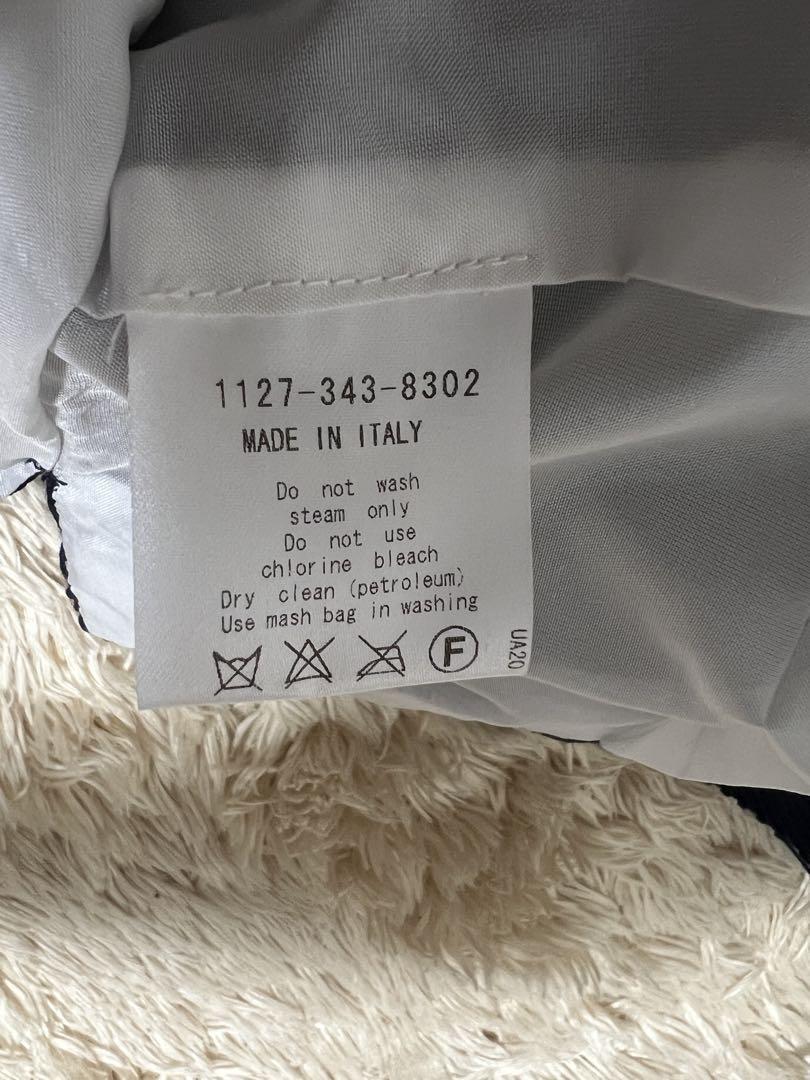 1127-343-8302
MADE IN ITALY
Do not wash
steam only
Do not use
chlorine bleach
Dry clean (petroleum)
Use mash bag in washing
F
UA20